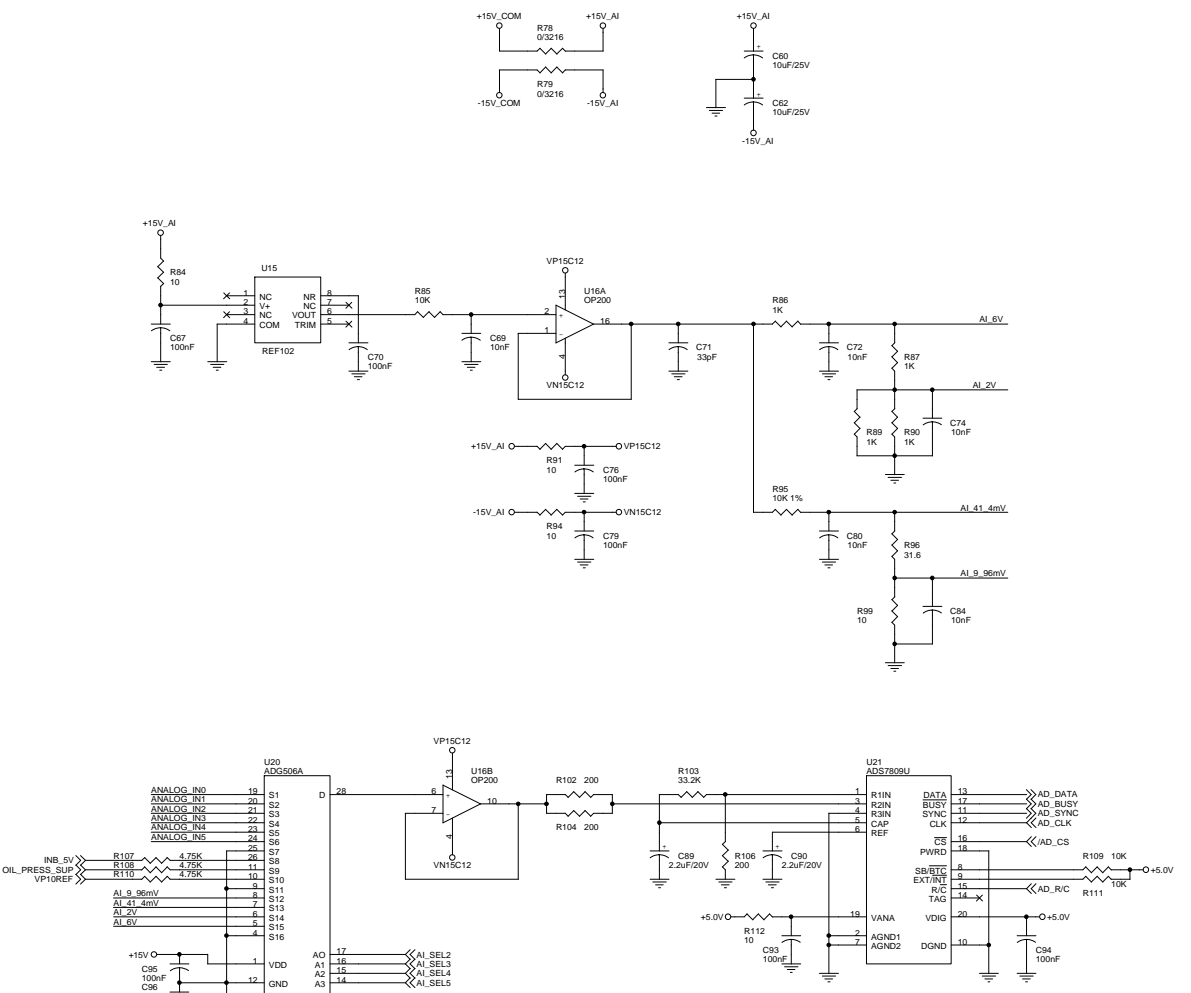 +15V_COM
+15V_AI
R78
0/3216
R79
0/3216
-15V_COM
-15V_AI
+15V_AI
+
C60
10uF/25V
+
C62
10uF/25V
-15V_AI
+15V_AI
R84
10
C67
100nF
U15
1 NC
2 V+
3 NC
4 COM
NR 8
NC 7
VOUT 6
TRIM 5
REF102
C70
100nF
R85
10K
C69
10nF
VP15C12
U16A
OP200
13
2 +
1 -
16
4
VN15C12
C71
33pF
R86
1K
AI_6V
C72
10nF
R87
1K
AI_2V
R89
1K
R90
1K
C74
10nF
+15V_AI
VP15C12
R91
10
C76
100nF
-15V_AI
VN15C12
R94
10
C79
100nF
R95
10K 1%
AI_41_4mV
C80
10nF
R96
31.6
AI_9_96mV
R99
10
C84
10nF
U20
ADG506A
ANALOG_IN0 19 S1
ANALOG_IN1 20 S2
ANALOG_IN2 21 S3
ANALOG_IN3 22 S4
ANALOG_IN4 23 S5
ANALOG_IN5 24 S6
25 S7
INB_5V R107 4.75K 26 S8
OIL_PRESS_SUP R108 4.75K 11 S9
VP10REF R110 4.75K 10 S10
9 S11
AI_9_96mV 8 S12
AI_41_4mV 7 S13
AI_2V 6 S14
AI_6V 5 S15
4 S16
D 28
+15V
1 VDD
C95
100nF
C96
12 GND
AO 17 AI_SEL2
A1 16 AI_SEL3
A2 15 AI_SEL4
A3 14 AI_SEL5
VP15C12
U16B
OP200
13
6 +
7 -
10
4
VN15C12
R102 200
R104 200
R103
33.2K
+
C89
2.2uF/20V
R106
200
+
C90
2.2uF/20V
U21
ADS7809U
1 R1IN
3 R2IN
4 R3IN
5 CAP
6 REF
DATA 13 AD_DATA
BUSY 17 AD_BUSY
SYNC 11 AD_SYNC
CLK 12 AD_CLK
CS 16 /AD_CS
PWRD 18
SB/BTC 8
EXT/INT 9
R/C 15 AD_R/C
TAG 14
R109 10K
10K
R111
+5.0V
+5.0V
R112
10
19 VANA
C93
100nF
2 AGND1
7 AGND2
VDIG 20
+5.0V
DGND 10
C94
100nF